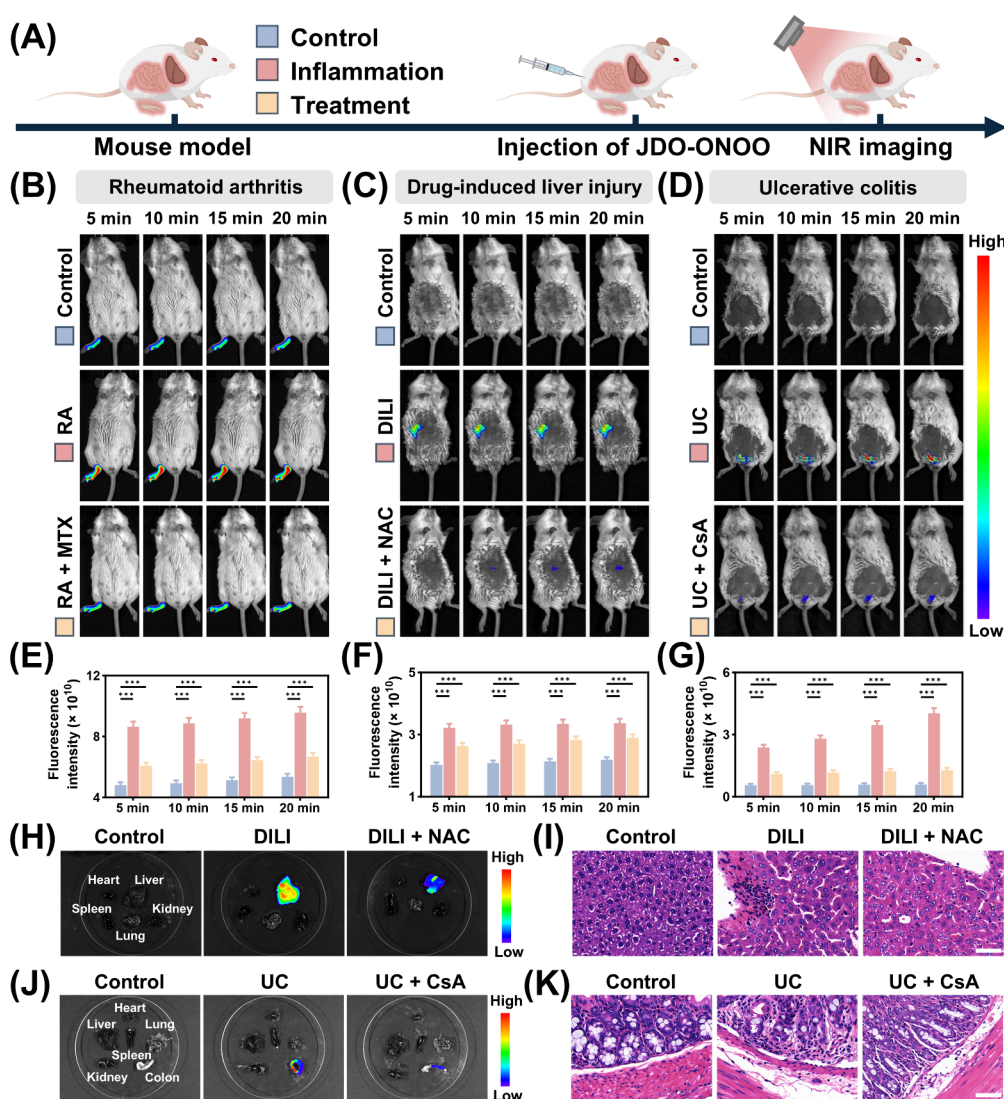 (A)
Control
Inflammation
Treatment
Mouse model
Injection of JDO-ONOO
NIR imaging
(B) Rheumatoid arthritis
5 min 10 min 15 min 20 min
Control
RA
RA + MTX
(C) Drug-induced liver injury
5 min 10 min 15 min 20 min
Control
DILI
DILI + NAC
(D) Ulcerative colitis
5 min 10 min 15 min 20 min
Control
UC
UC + CsA
High
Low
(E)
Fluorescence
intensity (× 10¹⁰)
12
8
4
*** *** *** ***
*** *** *** ***
5 min 10 min 15 min 20 min
(F)
Fluorescence
intensity (× 10¹⁰)
5
3
1
*** *** *** ***
*** *** *** ***
5 min 10 min 15 min 20 min
(G)
Fluorescence
intensity (× 10¹⁰)
6
3
0
*** *** *** ***
*** *** *** ***
5 min 10 min 15 min 20 min
(H)
Control DILI DILI + NAC
Heart Liver
Spleen Kidney
Lung
High
Low
(I)
Control DILI DILI + NAC
(J)
Control UC UC + CsA
Heart
Liver Lung
Spleen
Kidney Colon
High
Low
(K)
Control UC UC + CsA